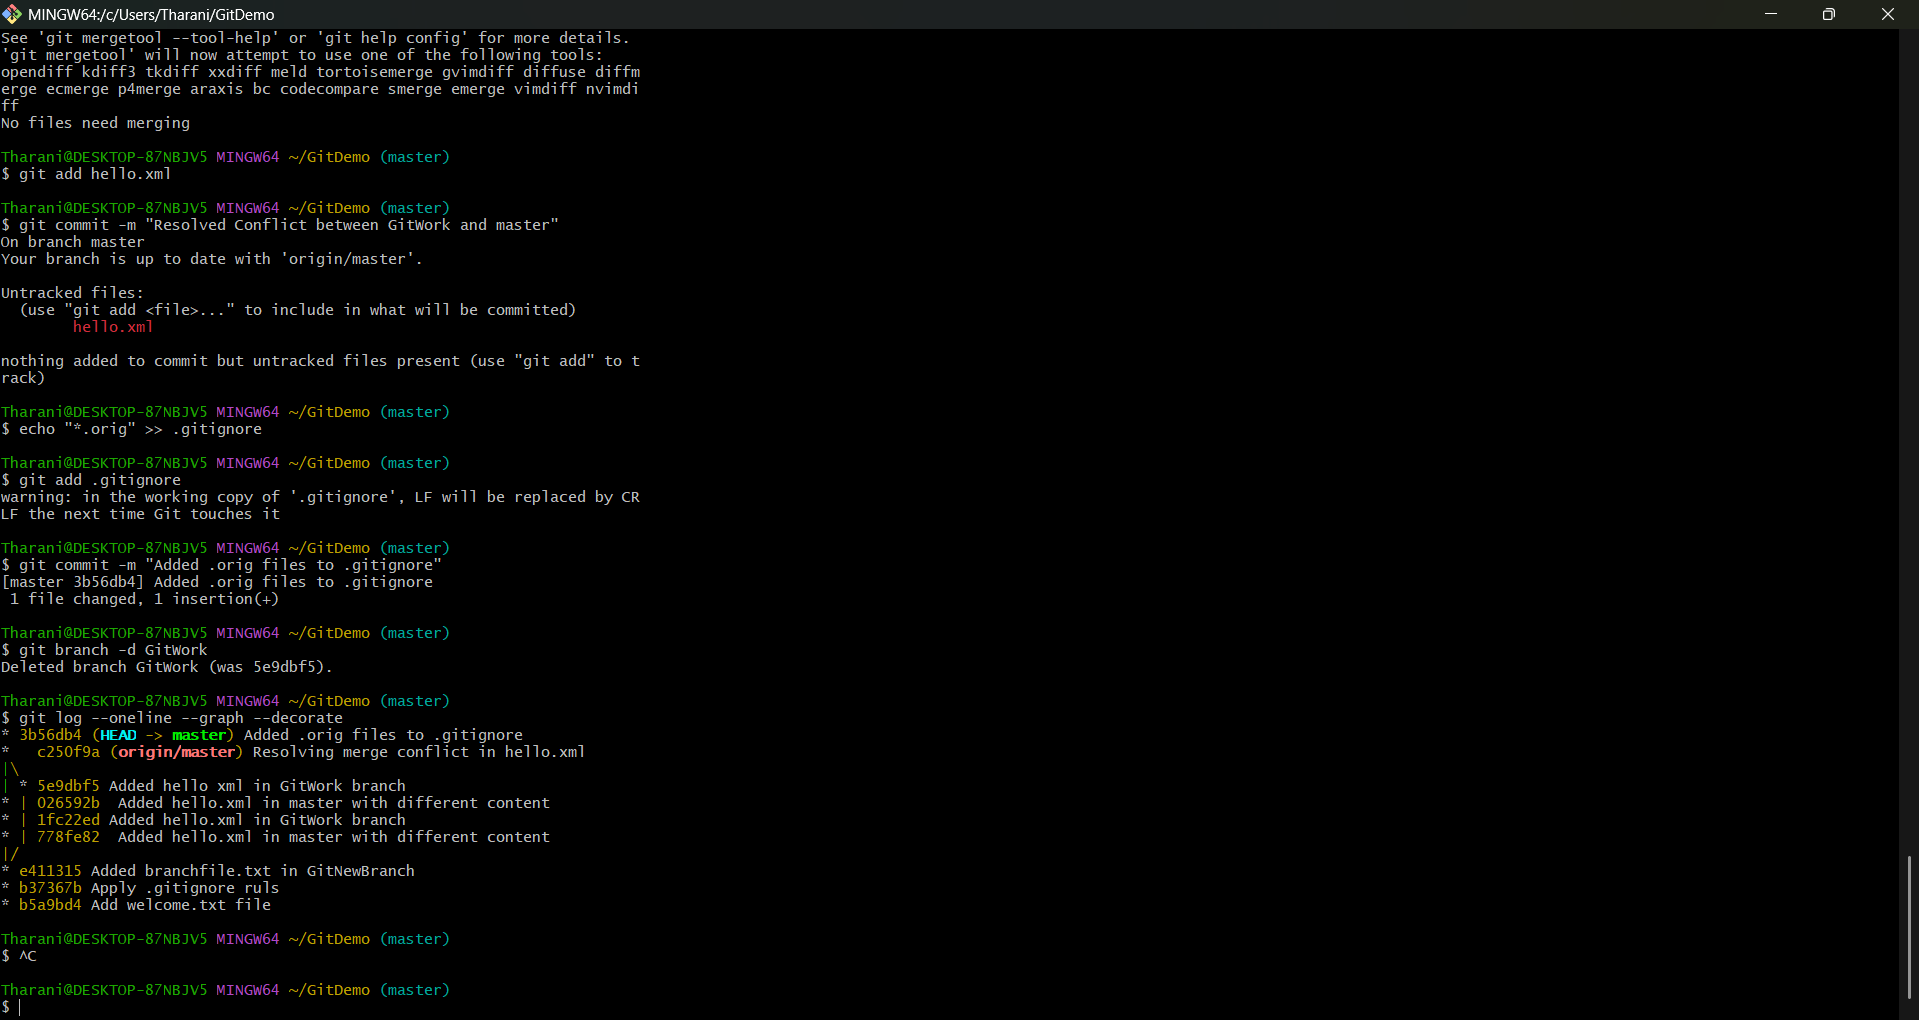 MINGW64:/c/Users/Tharani/GitDemo
See 'git mergetool --tool-help' or 'git help config' for more details.
'git mergetool' will now attempt to use one of the following tools:
opendiff kdiff3 tkdiff xxdiff meld tortoisemerge gvimdiff diffuse diffm
erge ecmerge p4merge araxis bc codecompare smerge emerge vimdiff nvimdi
ff
No files need merging
Tharani@DESKTOP-87NBJV5 MINGW64 ~/GitDemo (master)
$ git add hello.xml
Tharani@DESKTOP-87NBJV5 MINGW64 ~/GitDemo (master)
$ git commit -m "Resolved Conflict between GitWork and master"
On branch master
Your branch is up to date with 'origin/master'.
Untracked files:
  (use "git add <file>..." to include in what will be committed)
        hello.xml
nothing added to commit but untracked files present (use "git add" to t
rack)
Tharani@DESKTOP-87NBJV5 MINGW64 ~/GitDemo (master)
$ echo "*.orig" >> .gitignore
Tharani@DESKTOP-87NBJV5 MINGW64 ~/GitDemo (master)
$ git add .gitignore
warning: in the working copy of '.gitignore', LF will be replaced by CR
LF the next time Git touches it
Tharani@DESKTOP-87NBJV5 MINGW64 ~/GitDemo (master)
$ git commit -m "Added .orig files to .gitignore"
[master 3b56db4] Added .orig files to .gitignore
 1 file changed, 1 insertion(+)
Tharani@DESKTOP-87NBJV5 MINGW64 ~/GitDemo (master)
$ git branch -d GitWork
Deleted branch GitWork (was 5e9dbf5).
Tharani@DESKTOP-87NBJV5 MINGW64 ~/GitDemo (master)
$ git log --oneline --graph --decorate
* 3b56db4 (HEAD -> master) Added .orig files to .gitignore
*   c250f9a (origin/master) Resolving merge conflict in hello.xml
|\
| * 5e9dbf5 Added hello xml in GitWork branch
* | 026592b  Added hello.xml in master with different content
* | 1fc22ed Added hello.xml in GitWork branch
* | 778fe82  Added hello.xml in master with different content
|/
* e411315 Added branchfile.txt in GitNewBranch
* b37367b Apply .gitignore ruls
* b5a9bd4 Add welcome.txt file
Tharani@DESKTOP-87NBJV5 MINGW64 ~/GitDemo (master)
$ ^C
Tharani@DESKTOP-87NBJV5 MINGW64 ~/GitDemo (master)
$